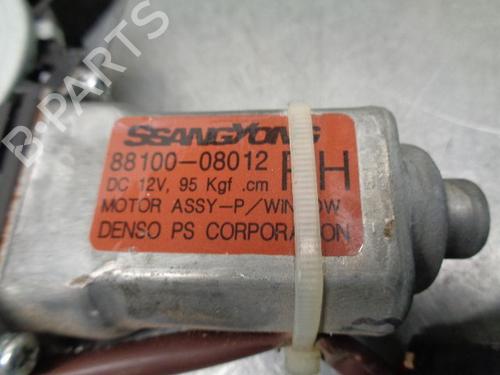 B-PARTS
SSANGYONG
88100-08012 RH
DC 12V, 95 Kgf .cm
MOTOR ASSY-P/WINDOW
DENSO PS CORPORATION